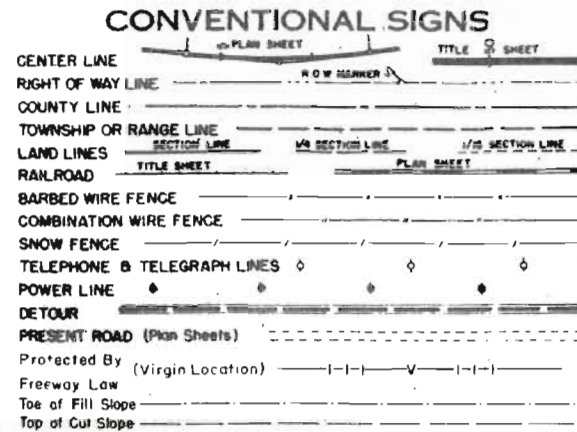 CONVENTIONAL SIGNS
PLAN SHEET
TITLE SHEET
CENTER LINE
R O W MARKER
RIGHT OF WAY LINE
COUNTY LINE
TOWNSHIP OR RANGE LINE
LAND LINES SECTION LINE 1/4 SECTION LINE 1/16 SECTION LINE
RAILROAD TITLE SHEET PLAN SHEET
BARBED WIRE FENCE
COMBINATION WIRE FENCE
SNOW FENCE
TELEPHONE & TELEGRAPH LINES
POWER LINE
DETOUR
PRESENT ROAD (Plan Sheets)
Protected By
(Virgin Location) V
Freeway Law
Toe of Fill Slope
Top of Cut Slope